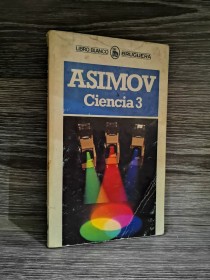 LIBRO BLANCO BRUGUERA
ASIMOV
Ciencia 3